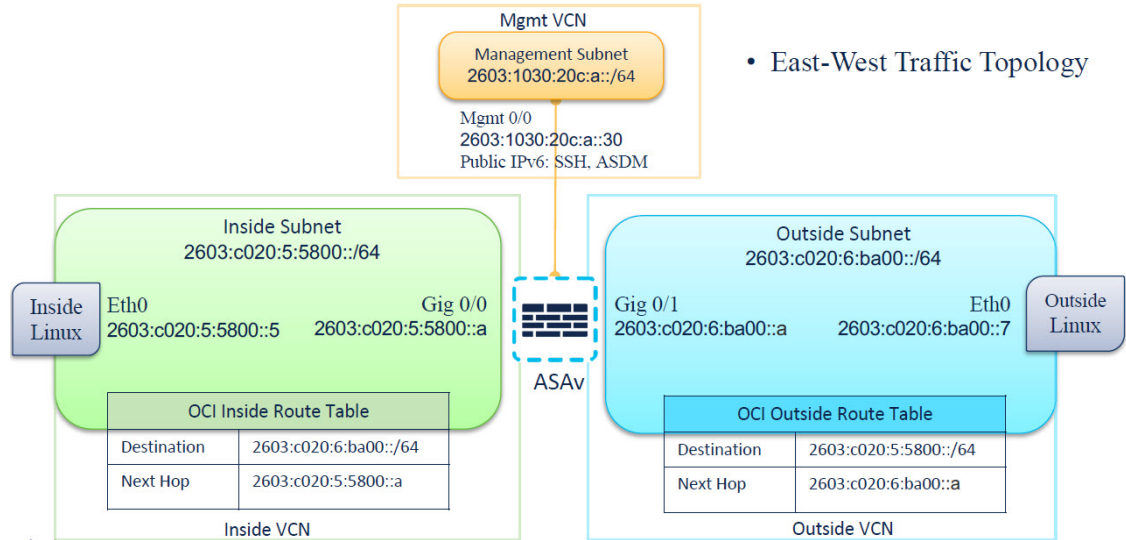 Mgmt VCN
Management Subnet
2603:1030:20c:a::/64
• East-West Traffic Topology
Mgmt 0/0
2603:1030:20c:a::30
Public IPv6: SSH, ASDM
Inside Subnet
2603:c020:5:5800::/64
Outside Subnet
2603:c020:6:ba00::/64
Inside
Linux
Eth0
2603:c020:5:5800::5
Gig 0/0
2603:c020:5:5800::a
ASAv
Gig 0/1
2603:c020:6:ba00::a
Eth0
2603:c020:6:ba00::7
Outside
Linux
OCI Inside Route Table
Destination 2603:c020:6:ba00::/64
Next Hop 2603:c020:5:5800::a
OCI Outside Route Table
Destination 2603:c020:5:5800::/64
Next Hop 2603:c020:6:ba00::a
Inside VCN
Outside VCN